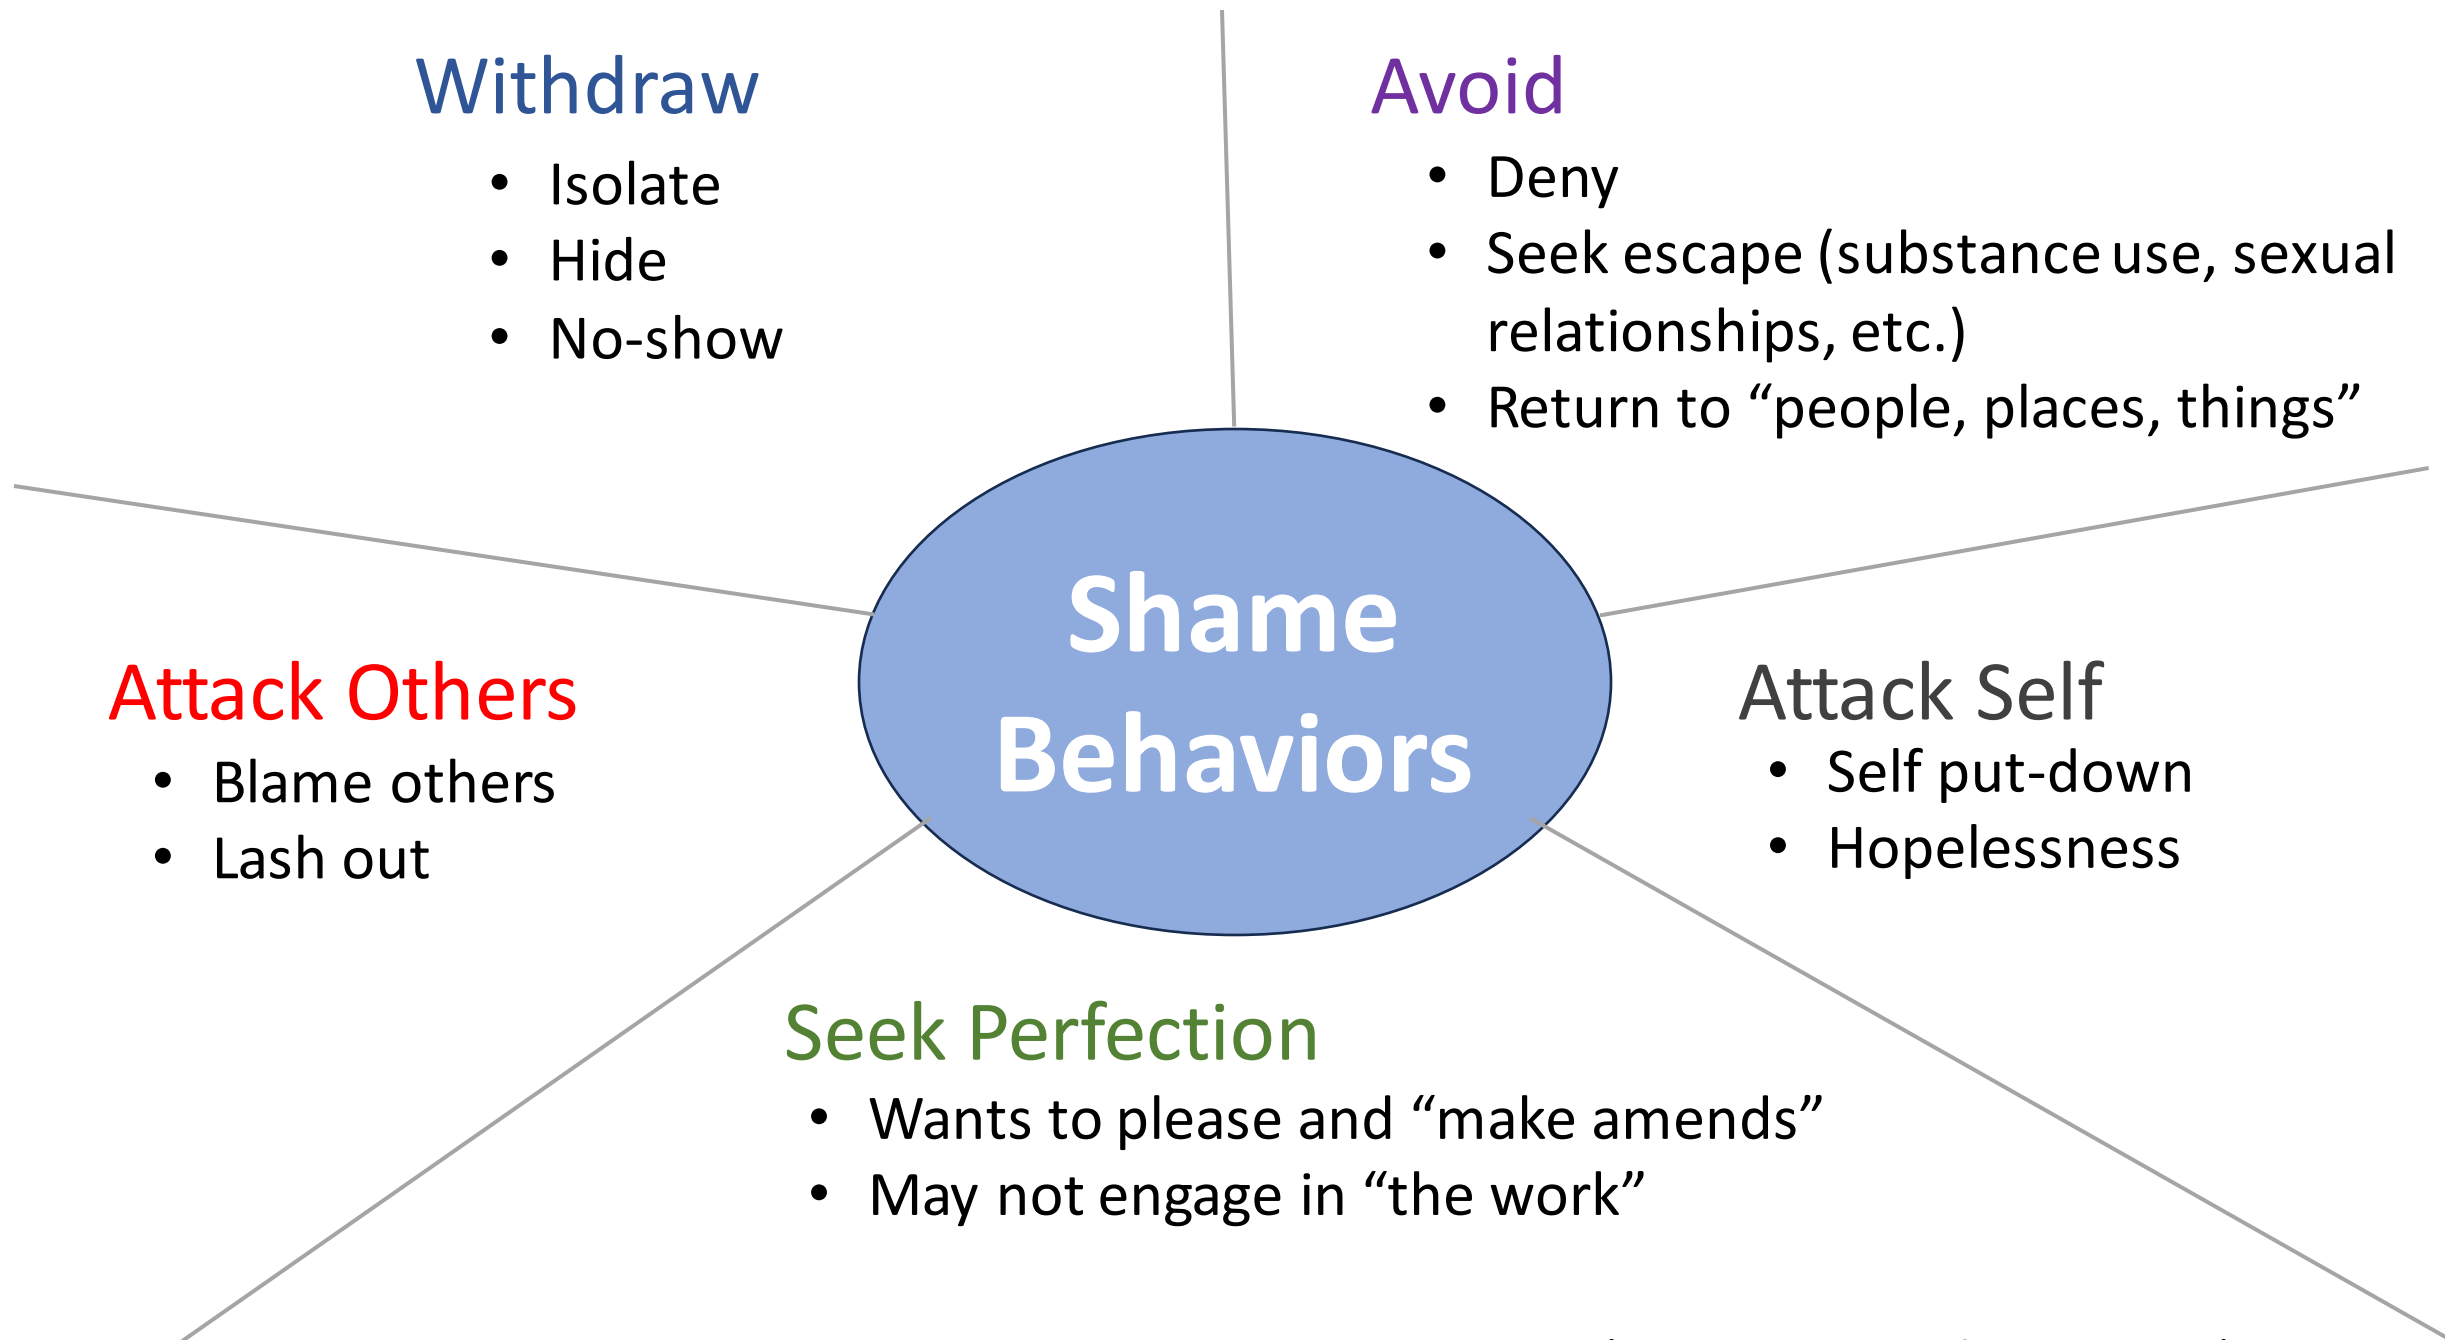 Withdraw
• Isolate
• Hide
• No-show
Avoid
• Deny
• Seek escape (substance use, sexual
relationships, etc.)
• Return to “people, places, things”
Shame
Behaviors
Attack Others
• Blame others
• Lash out
Attack Self
• Self put-down
• Hopelessness
Seek Perfection
• Wants to please and “make amends”
• May not engage in “the work”